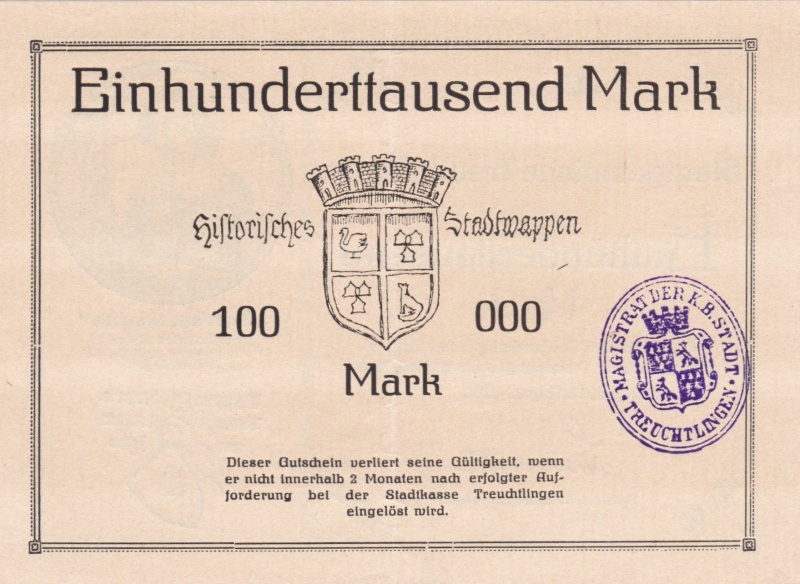 Einhunderttausend Mark
Historisches Stadtwappen
100 000
Mark
MAGISTRAT DER K.B. STADT
TREUCHTLINGEN
Dieser Gutschein verliert seine Gültigkeit, wenn
er nicht innerhalb 2 Monaten nach erfolgter Auf-
forderung bei der Stadtkasse Treuchtlingen
eingelöst wird.